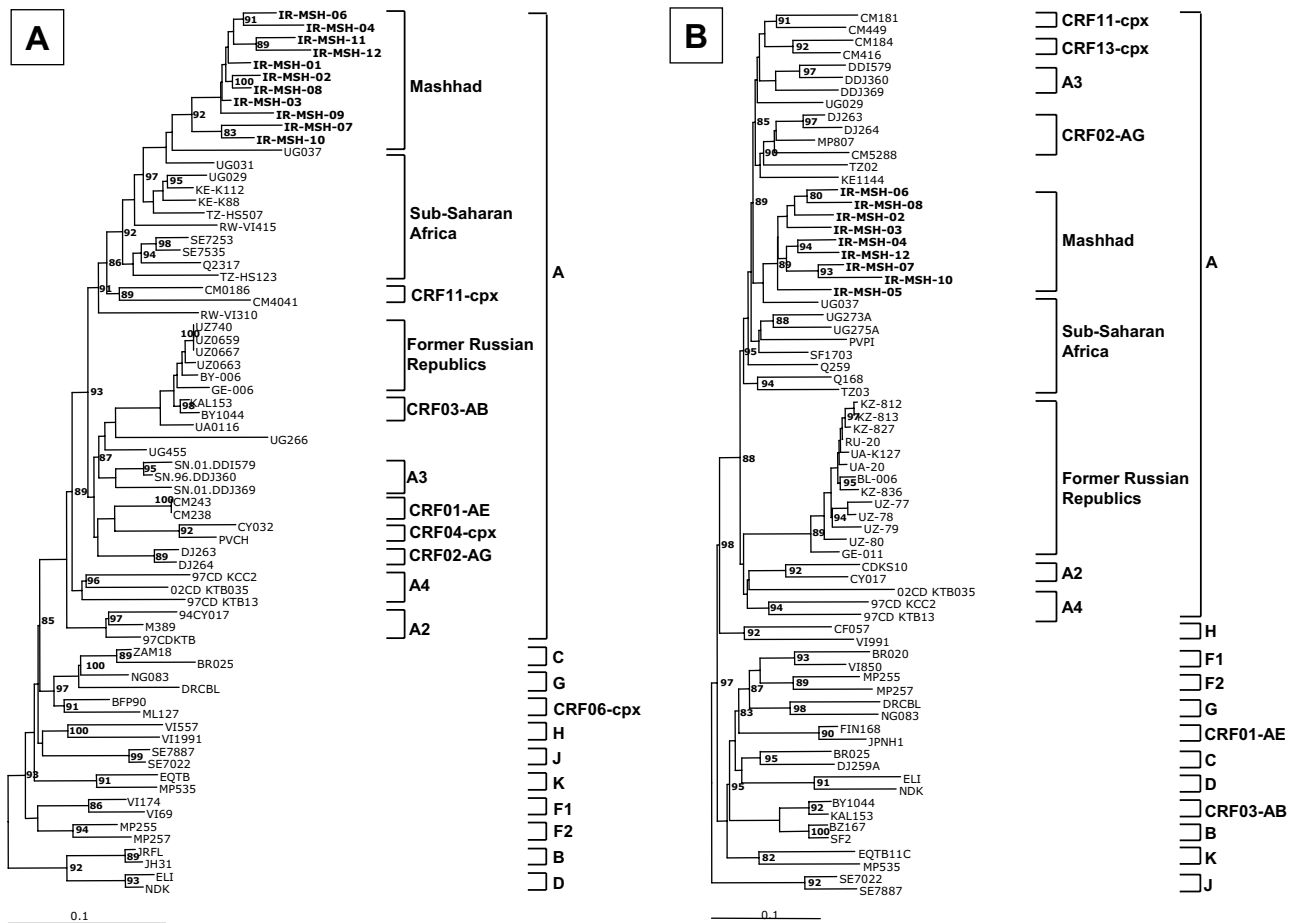 A
91
IR-MSH-06
IR-MSH-04
IR-MSH-11
89
IR-MSH-12
IR-MSH-01
IR-MSH-02
100
IR-MSH-08
IR-MSH-03
92
IR-MSH-09
IR-MSH-07
83
IR-MSH-10
UG037
Mashhad
UG031
97
UG029
95
KE-K112
KE-K88
TZ-HS507
RW-VI415
92
SE7253
98
SE7535
94
Q2317
86
TZ-HS123
Sub-Saharan
Africa
A
91
CM0186
89
CM4041
CRF11-cpx
RW-VI310
UZ740
100
UZ0659
UZ0667
UZ0663
BY-006
GE-006
Former Russian
Republics
93
KAL153
98
BY1044
UA0116
CRF03-AB
UG266
UG455
87
SN.01.DDI579
95
SN.96.DDJ360
SN.01.DDJ369
A3
89
100
CM243
CM238
CRF01-AE
CY032
92
PVCH
CRF04-cpx
DJ263
89
DJ264
CRF02-AG
97CD KCC2
96
02CD KTB035
97CD KTB13
A4
94CY017
97
M389
97CDKTB
A2
85
ZAM18
89
BR025
C
100
NG083
97
DRCBL
G
BFP90
91
ML127
CRF06-cpx
VI557
100
VI1991
H
SE7887
99
SE7022
J
93
EQTB
91
MP535
K
VI174
86
VI69
F1
MP255
94
MP257
F2
JRFL
89
JH31
B
92
ELI
93
NDK
D
0.1
B
91
CM181
CM449
CRF11-cpx
CM184
92
CM416
CRF13-cpx
DDI579
97
DDJ360
DDJ369
A3
UG029
85
DJ263
97
DJ264
MP807
90
CM5288
CRF02-AG
TZ02
KE1144
89
IR-MSH-06
80
IR-MSH-08
IR-MSH-02
IR-MSH-03
IR-MSH-04
94
IR-MSH-12
89
IR-MSH-07
93
IR-MSH-10
IR-MSH-05
Mashhad
A
UG037
UG273A
88
UG275A
PVPI
95
SF1703
Q259
Q168
94
TZ03
Sub-Saharan
Africa
KZ-812
97
KZ-813
KZ-827
RU-20
UA-K127
UA-20
BL-006
95
KZ-836
UZ-77
94
UZ-78
UZ-79
89
UZ-80
GE-011
Former Russian
Republics
88
98
CDKS10
92
CY017
A2
02CD KTB035
97CD KCC2
94
97CD KTB13
A4
CF057
92
VI991
H
97
BR020
93
VI850
F1
87
MP255
89
MP257
F2
83
DRCBL
98
NG083
G
FIN168
90
JPNH1
CRF01-AE
BR025
95
DJ259A
C
95
ELI
91
NDK
D
BY1044
92
KAL153
CRF03-AB
BZ167
100
SF2
B
EQTB11C
82
MP535
K
SE7022
92
SE7887
J
0.1